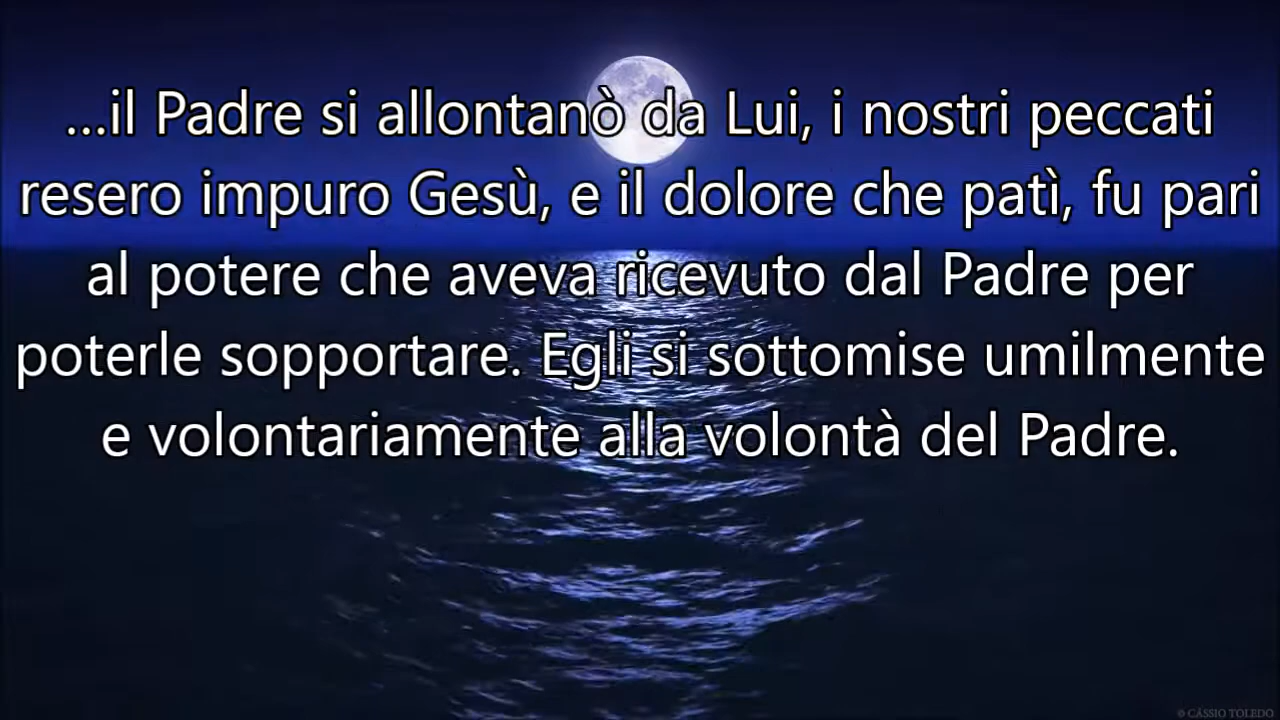 ...il Padre si allontanò da Lui, i nostri peccati
resero impuro Gesù, e il dolore che patì, fu pari
al potere che aveva ricevuto dal Padre per
poterle sopportare. Egli si sottomise umilmente
e volontariamente alla volontà del Padre.
© CÁSSIO TOLEDO